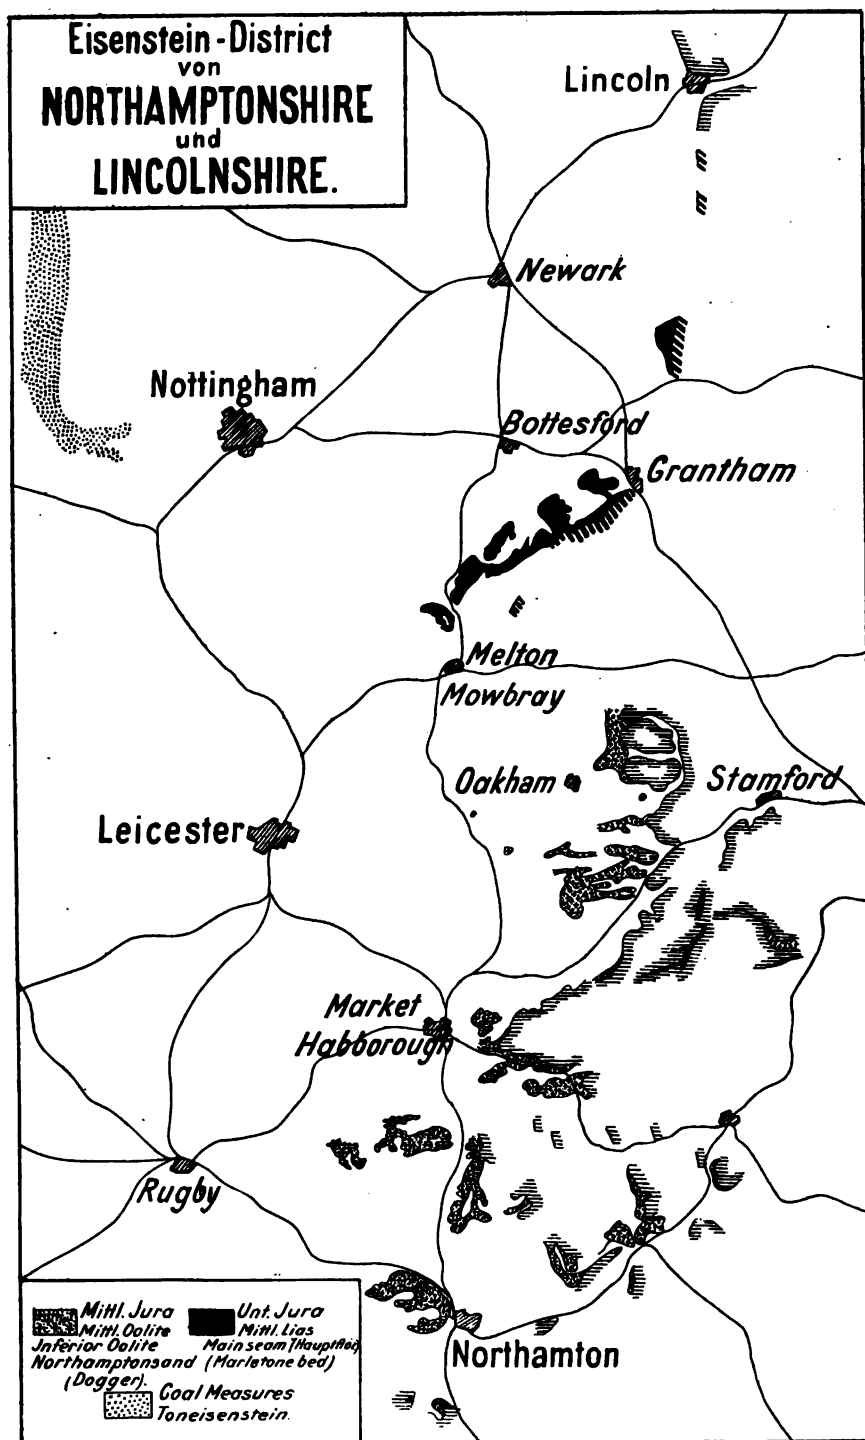 Eisenstein-District
von
NORTHAMPTONSHIRE
und
LINCOLNSHIRE.
Lincoln
Newark
Nottingham
Bottesford
Grantham
Melton
Mowbray
Oakham
Stamford
Leicester
Market
Habborough
Rugby
Northamton
Mittl. Jura
Mittl. Oolite
Inferior Oolite
Northamptonsand
(Dogger).
Unt. Jura
Mittl. Lias
Main seam (Hauptflöz)
(Marlstone bed)
Coal Measures
Toneisenstein.